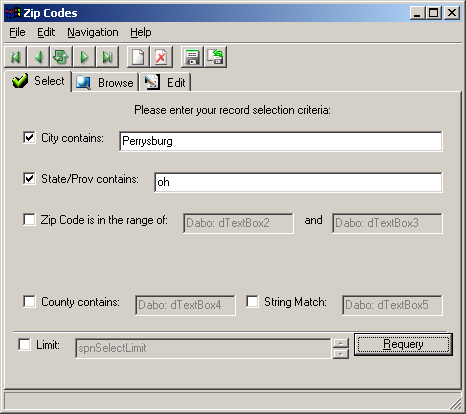 Zip Codes
File Edit Navigation Help
Select Browse Edit
Please enter your record selection criteria:
City contains: Perrysburg
State/Prov contains: oh
Zip Code is in the range of: Dabo: dTextBox2 and Dabo: dTextBox3
County contains: Dabo: dTextBox4 String Match: Dabo: dTextBox5
Limit: spnSelectLimit Requery